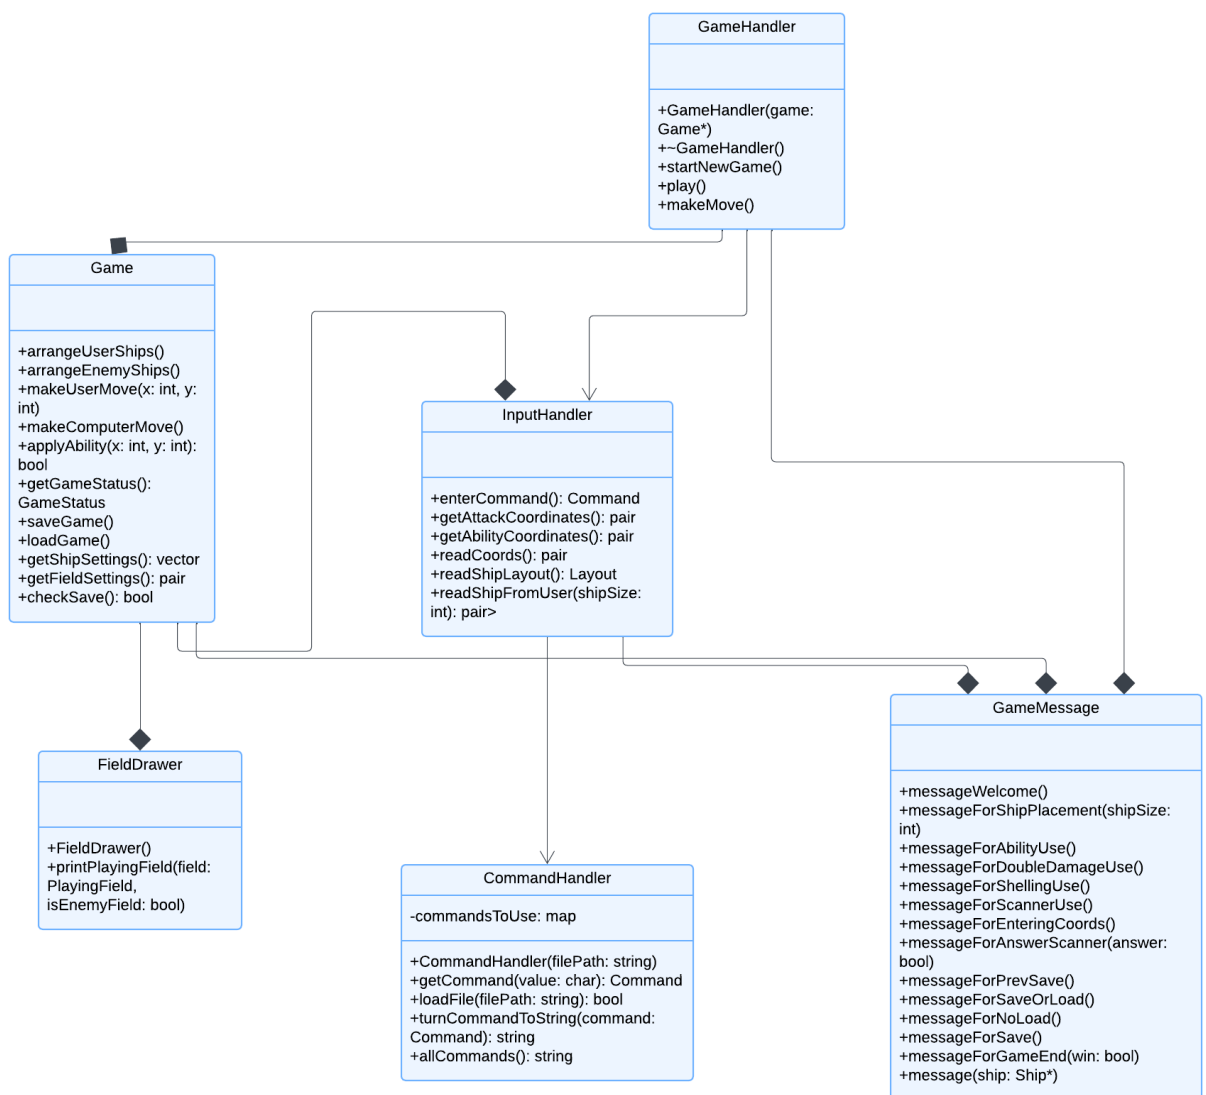 GameHandler
+GameHandler(game:
Game*)
+~GameHandler()
+startNewGame()
+play()
+makeMove()
Game
+arrangeUserShips()
+arrangeEnemyShips()
+makeUserMove(x: int, y:
int)
+makeComputerMove()
+applyAbility(x: int, y: int):
bool
+getGameStatus():
GameStatus
+saveGame()
+loadGame()
+getShipSettings(): vector
+getFieldSettings(): pair
+checkSave(): bool
InputHandler
+enterCommand(): Command
+getAttackCoordinates(): pair
+getAbilityCoordinates(): pair
+readCoords(): pair
+readShipLayout(): Layout
+readShipFromUser(shipSize:
int): pair>
FieldDrawer
+FieldDrawer()
+printPlayingField(field:
PlayingField,
isEnemyField: bool)
CommandHandler
-commandsToUse: map
+CommandHandler(filePath: string)
+getCommand(value: char): Command
+loadFile(filePath: string): bool
+turnCommandToString(command:
Command): string
+allCommands(): string
GameMessage
+messageWelcome()
+messageForShipPlacement(shipSize:
int)
+messageForAbilityUse()
+messageForDoubleDamageUse()
+messageForShellingUse()
+messageForScannerUse()
+messageForEnteringCoords()
+messageForAnswerScanner(answer:
bool)
+messageForPrevSave()
+messageForSaveOrLoad()
+messageForNoLoad()
+messageForSave()
+messageForGameEnd(win: bool)
+message(ship: Ship*)